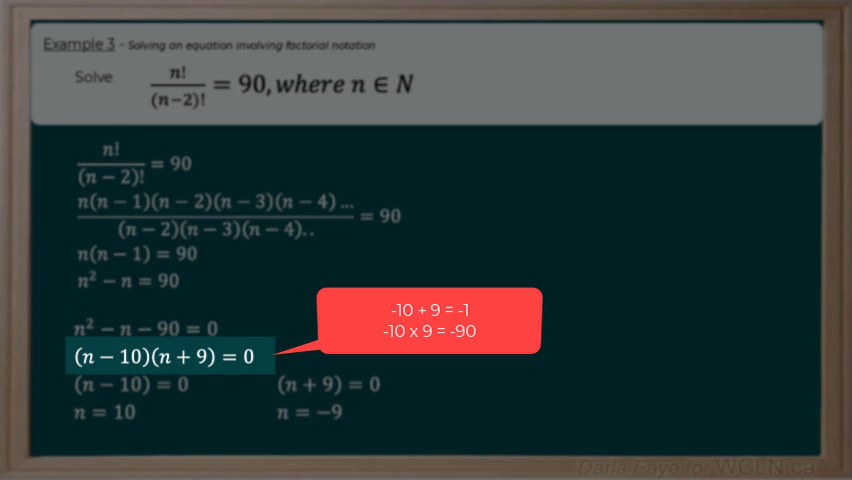 Example 3 - Solving an equation involving factorial notation
Solve n!/(n−2)! = 90, where n ∈ N
n!/(n − 2)! = 90
n(n − 1)(n − 2)(n − 3)(n − 4) .../(n − 2)(n − 3)(n − 4).. = 90
n(n − 1) = 90
n² − n = 90
n² − n − 90 = 0
-10 + 9 = -1
-10 x 9 = -90
(n − 10)(n + 9) = 0
(n − 10) = 0 (n + 9) = 0
n = 10 n = −9
Darla Fayo for WCLN.ca